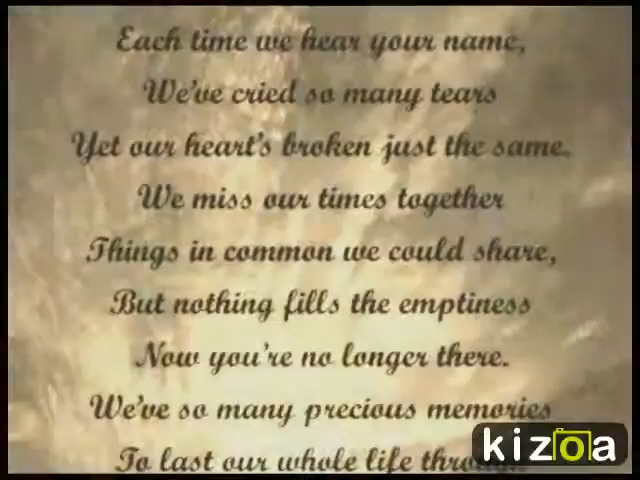 Each time we hear your name,
We've cried so many tears
Yet our heart's broken just the same.
We miss our times together
Things in common we could share,
But nothing fills the emptiness
Now you're no longer there.
We've so many precious memories
To last our whole life through
kizoa